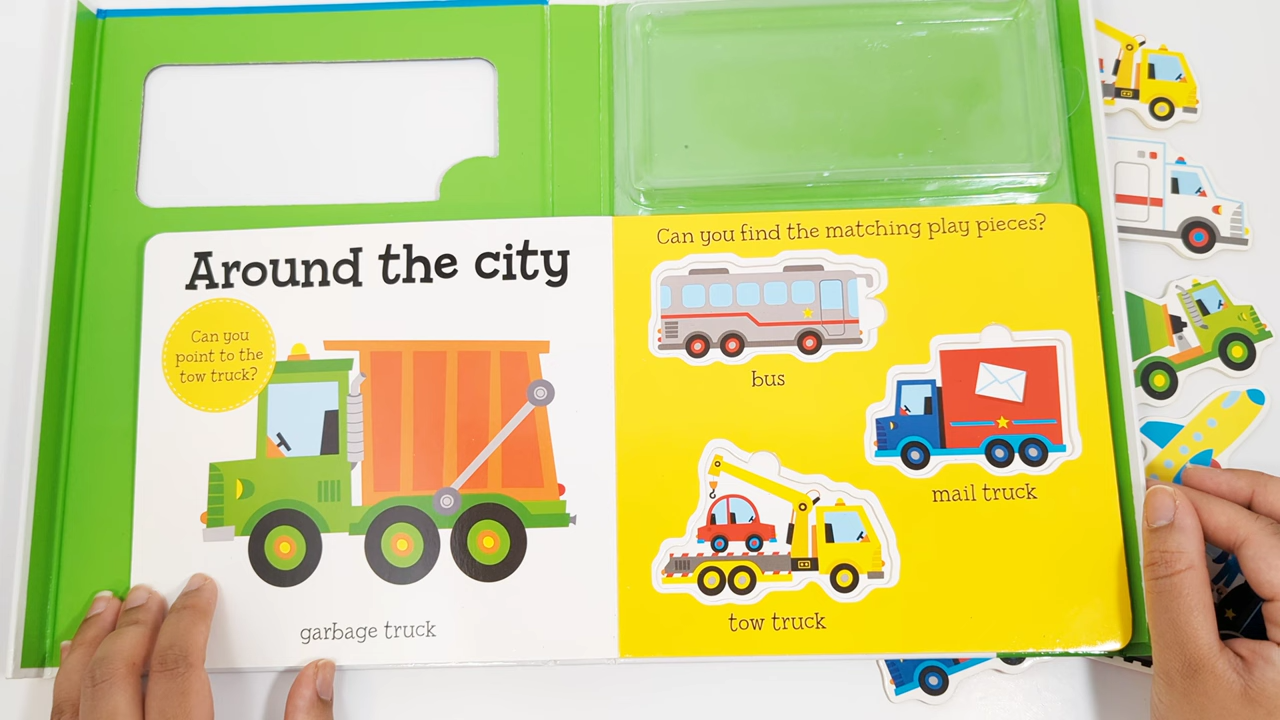 Around the city
Can you
point to the
tow truck?
garbage truck
Can you find the matching play pieces?
bus
mail truck
tow truck